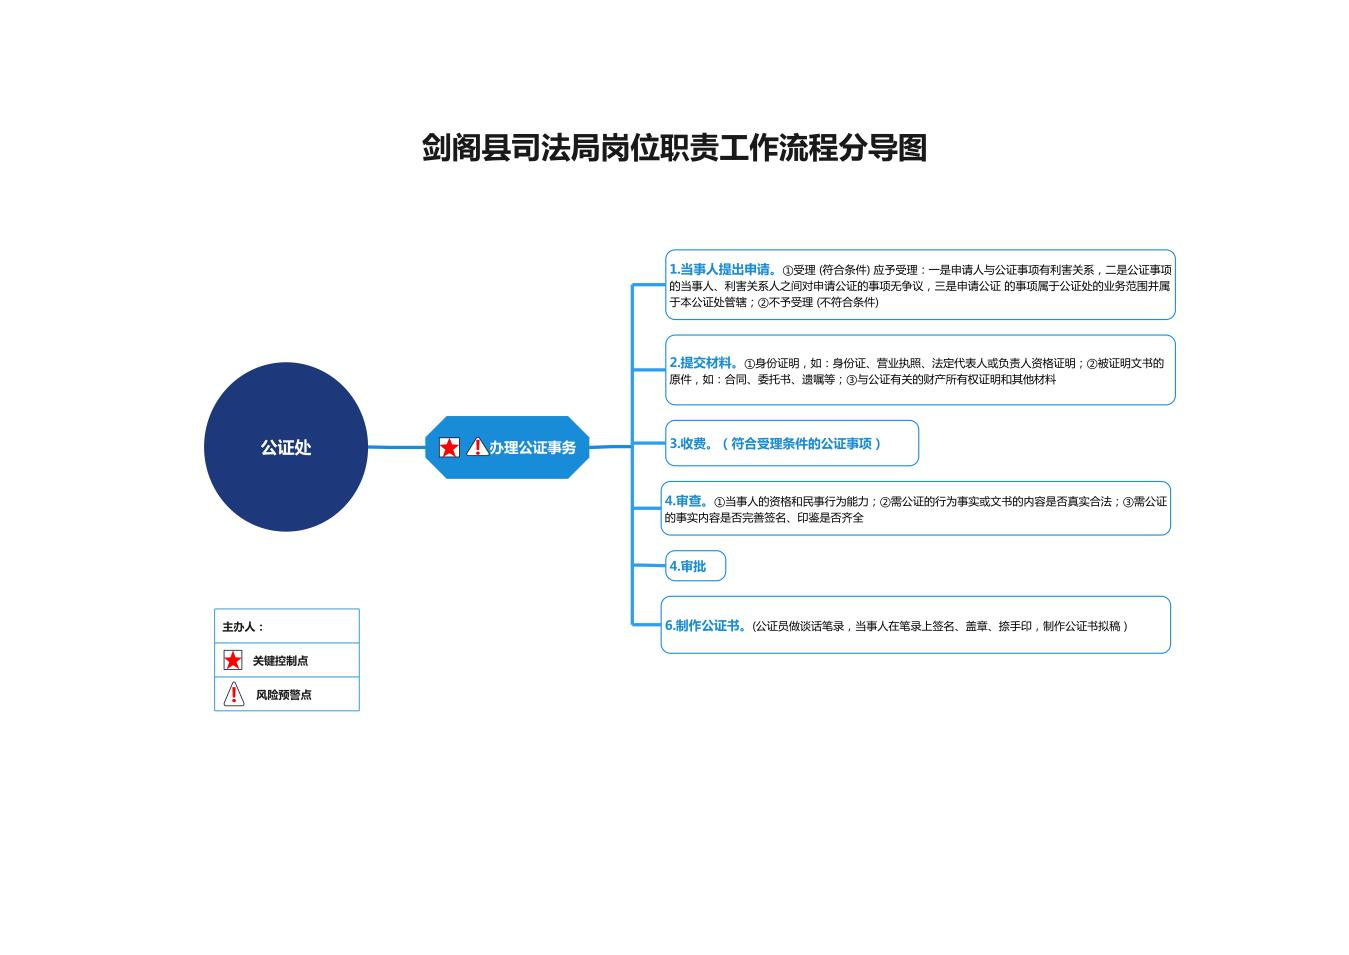 剑阁县司法局岗位职责工作流程分导图
1.当事人提出申请。①受理 (符合条件) 应予受理：一是申请人与公证事项有利害关系，二是公证事项
的当事人、利害关系人之间对申请公证的事项无争议，三是申请公证 的事项属于公证处的业务范围并属
于本公证处管辖；②不予受理 (不符合条件)
2.提交材料。①身份证明，如：身份证、营业执照、法定代表人或负责人资格证明；②被证明文书的
原件，如：合同、委托书、遗嘱等；③与公证有关的财产所有权证明和其他材料
公证处
办理公证事务
3.收费。（ 符合受理条件的公证事项 ）
4.审查。①当事人的资格和民事行为能力；②需公证的行为事实或文书的内容是否真实合法；③需公证
的事实内容是否完善签名、印鉴是否齐全
4.审批
6.制作公证书。(公证员做谈话笔录，当事人在笔录上签名、盖章、捺手印，制作公证书拟稿 ）
主办人：
关键控制点
风险预警点